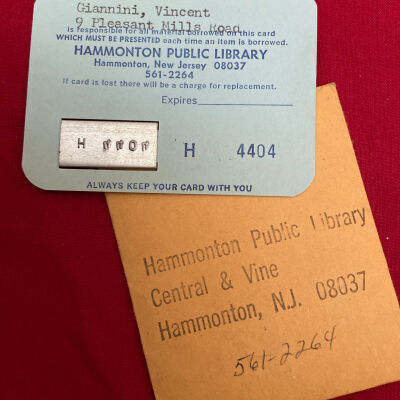 Giannini, Vincent
9 Pleasant Mills Road
is responsible for all material borrowed on this card
WHICH MUST BE PRESENTED each time an item is borrowed.
HAMMONTON PUBLIC LIBRARY
Hammonton, New Jersey 08037
561-2264
If card is lost there will be a charge for replacement.
Expires
H 4404
H 4404
ALWAYS KEEP YOUR CARD WITH YOU
Hammonton Public Library
Central & Vine
Hammonton, N.J. 08037
561-2264